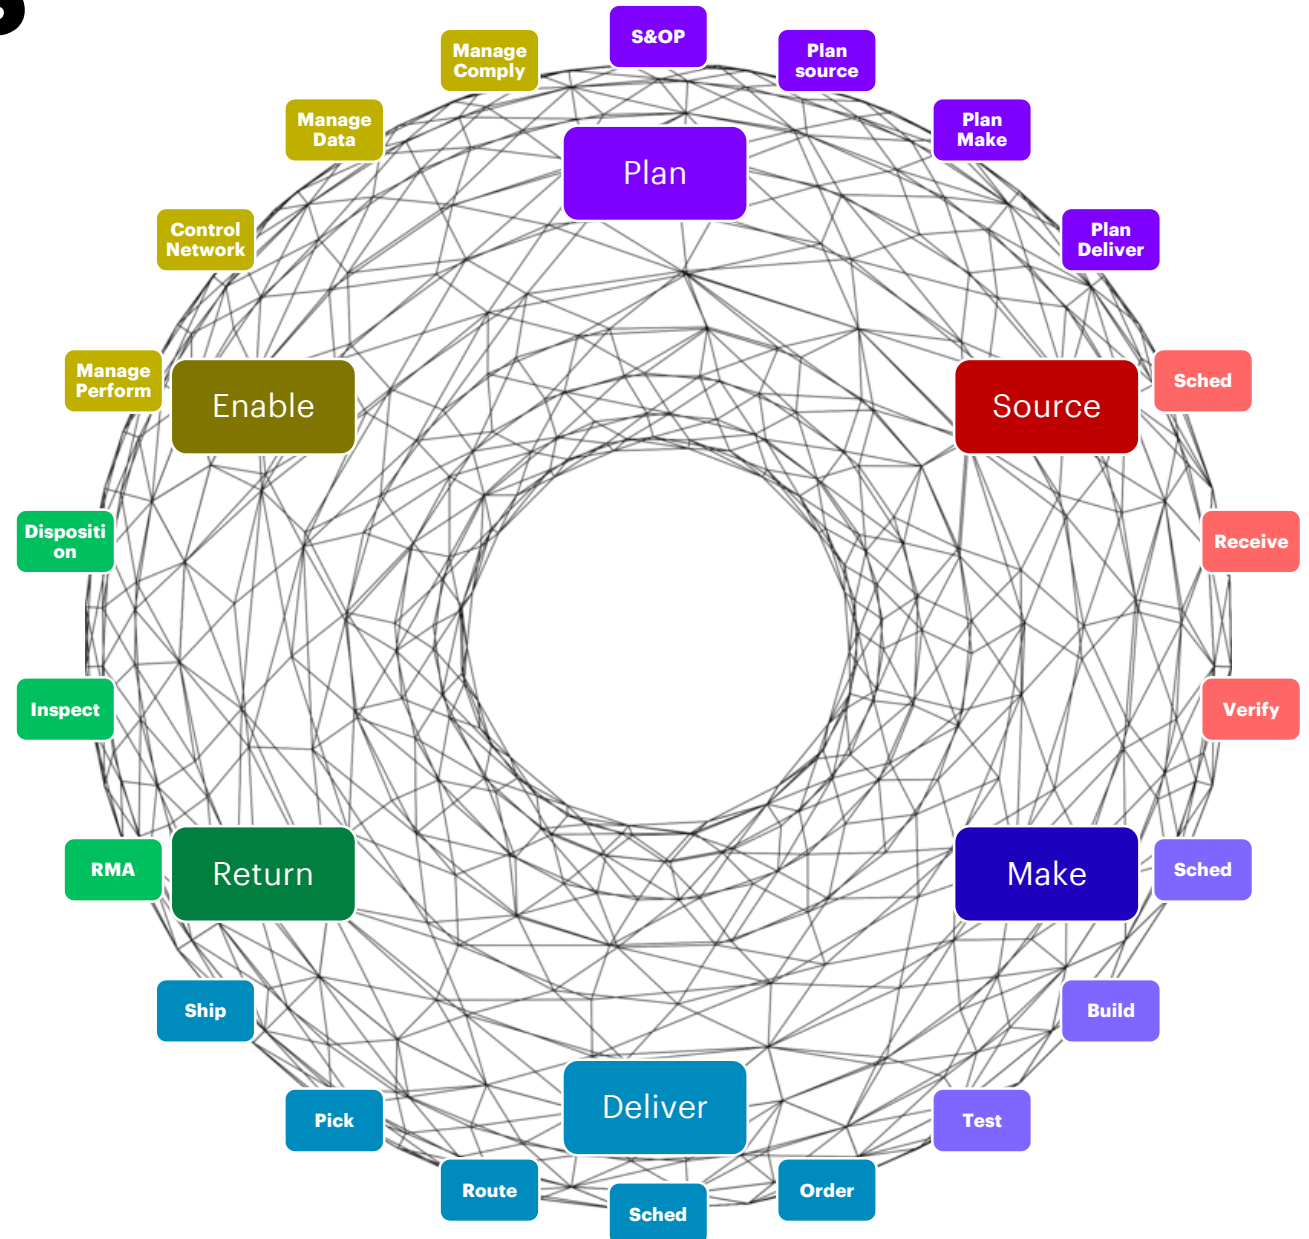 S&OP
Manage
Comply
Plan
source
Manage
Data
Plan
Make
Plan
Control
Network
Plan
Deliver
Manage
Perform
Enable
Source
Sched
Dispositi
on
Receive
Inspect
Verify
RMA
Return
Make
Sched
Ship
Build
Pick
Deliver
Test
Route
Sched
Order